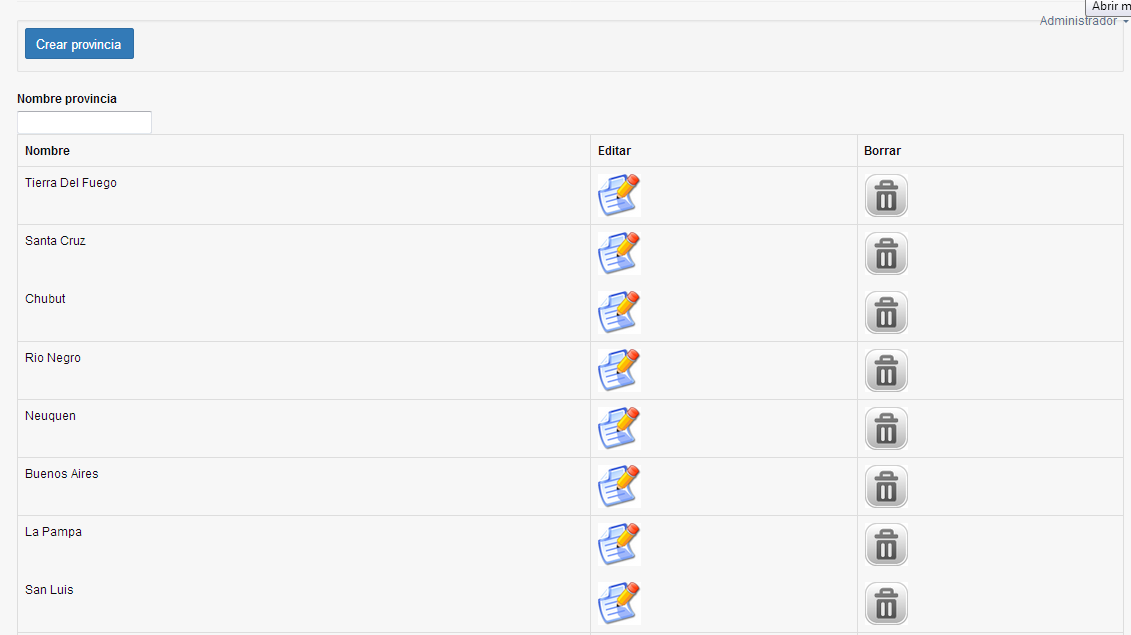 Abrir m
Administrador
Crear provincia
Nombre provincia
Nombre Editar Borrar
Tierra Del Fuego
Santa Cruz
Chubut
Rio Negro
Neuquen
Buenos Aires
La Pampa
San Luis